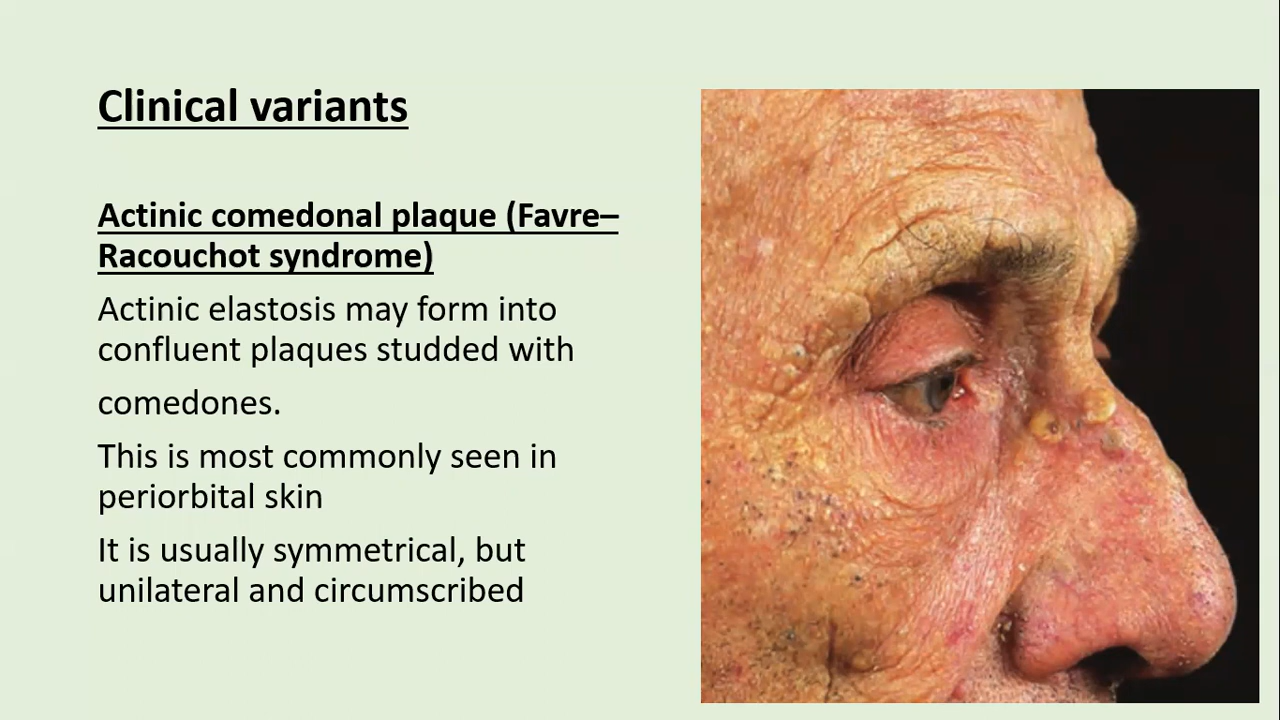 Clinical variants
Actinic comedonal plaque (Favre–
Racouchot syndrome)
Actinic elastosis may form into
confluent plaques studded with
comedones.
This is most commonly seen in
periorbital skin
It is usually symmetrical, but
unilateral and circumscribed